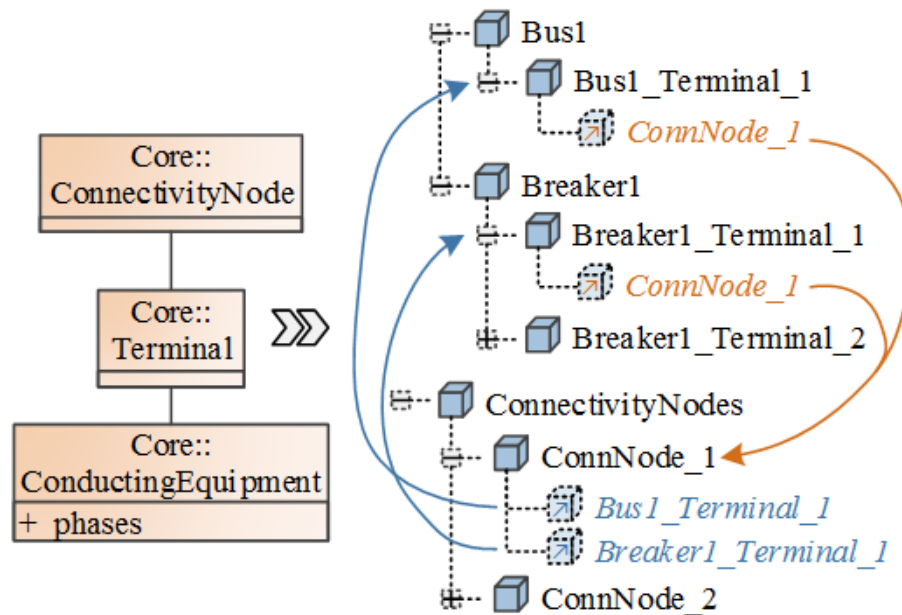 Core::
ConnectivityNode
Core::
Terminal
Core::
ConductingEquipment
+ phases
Bus1
Bus1_Terminal_1
ConnNode_1
Breaker1
Breaker1_Terminal_1
ConnNode_1
Breaker1_Terminal_2
ConnectivityNodes
ConnNode_1
Bus1_Terminal_1
Breaker1_Terminal_1
ConnNode_2